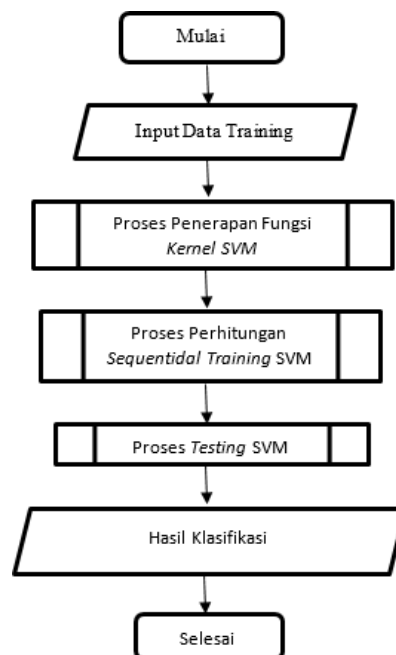 Mulai
Input Data Training
Proses Penerapan Fungsi
Kernel SVM
Proses Perhitungan
Sequentidal Training SVM
Proses Testing SVM
Hasil Klasifikasi
Selesai